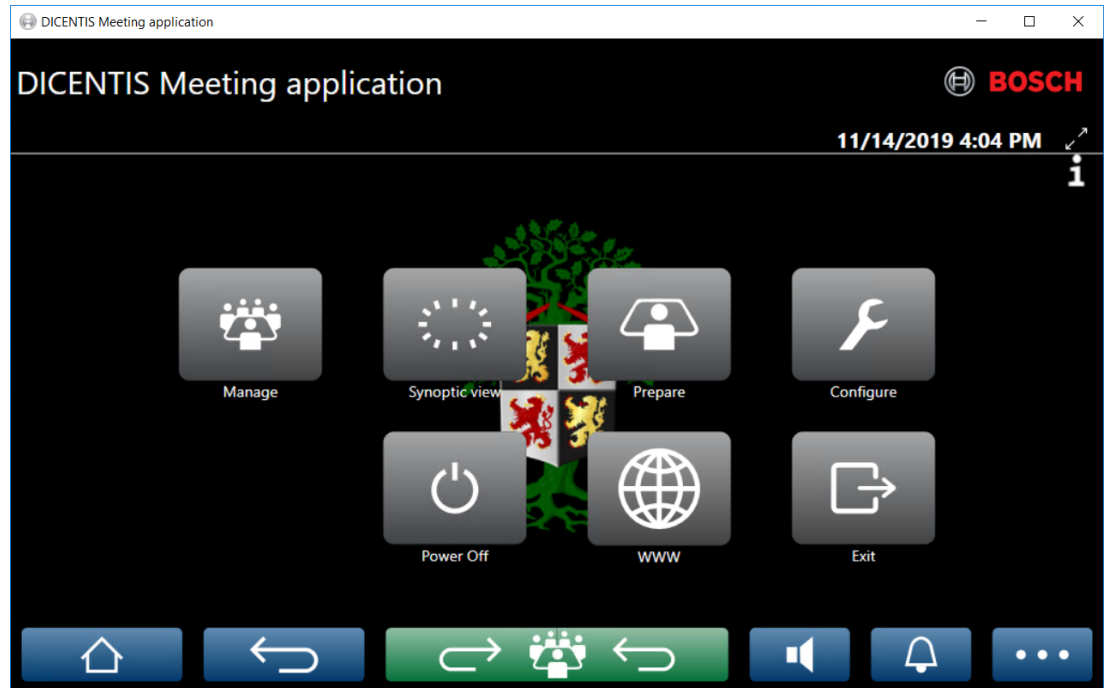 DICENTIS Meeting application
DICENTIS Meeting application
BOSCH
11/14/2019 4:04 PM
Manage
Synoptic view
Prepare
Configure
Power Off
WWW
Exit